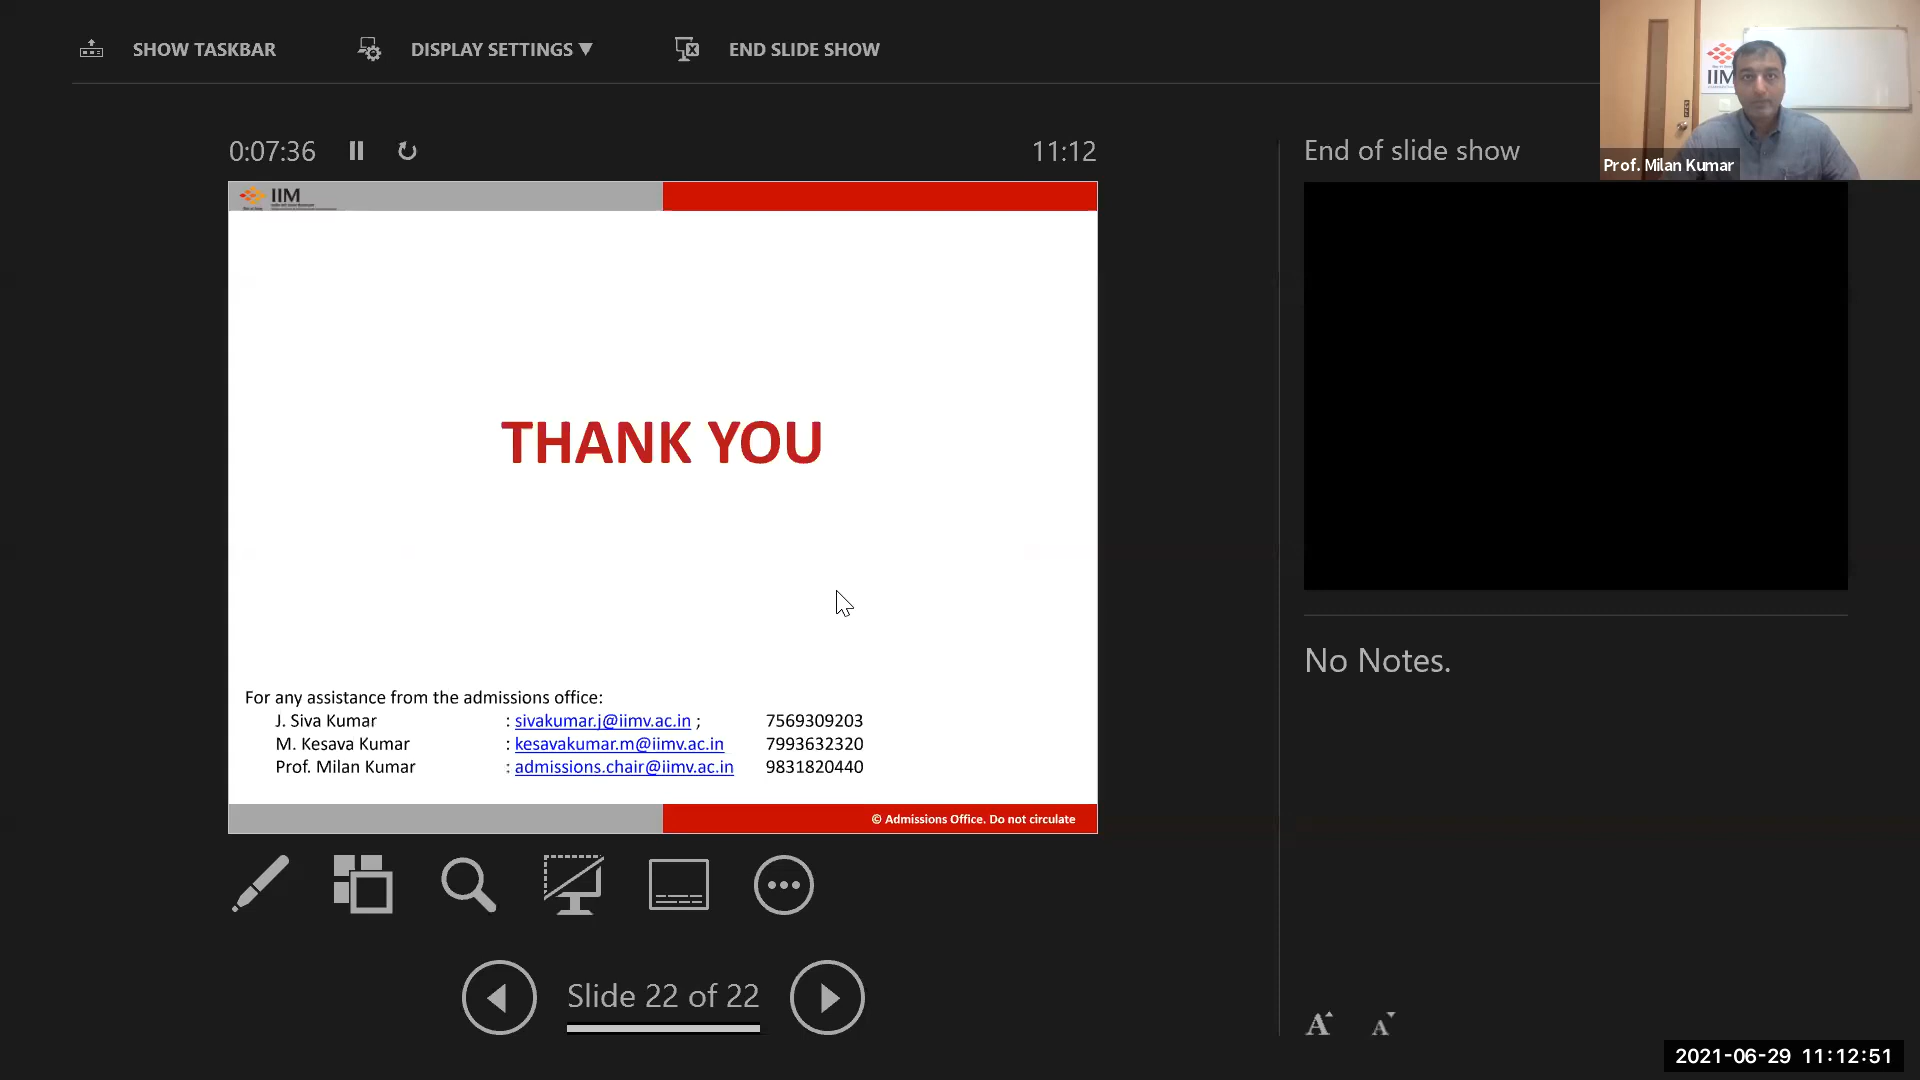 SHOW TASKBAR
DISPLAY SETTINGS ▼
END SLIDE SHOW
IIM
Prof. Milan Kumar
0:07:36
11:12
End of slide show
IIM
THANK YOU
For any assistance from the admissions office:
J. Siva Kumar : sivakumar.j@iimv.ac.in ; 7569309203
M. Kesava Kumar : kesavakumar.m@iimv.ac.in 7993632320
Prof. Milan Kumar : admissions.chair@iimv.ac.in 9831820440
© Admissions Office. Do not circulate
No Notes.
Slide 22 of 22
A A
2021-06-29 11:12:51